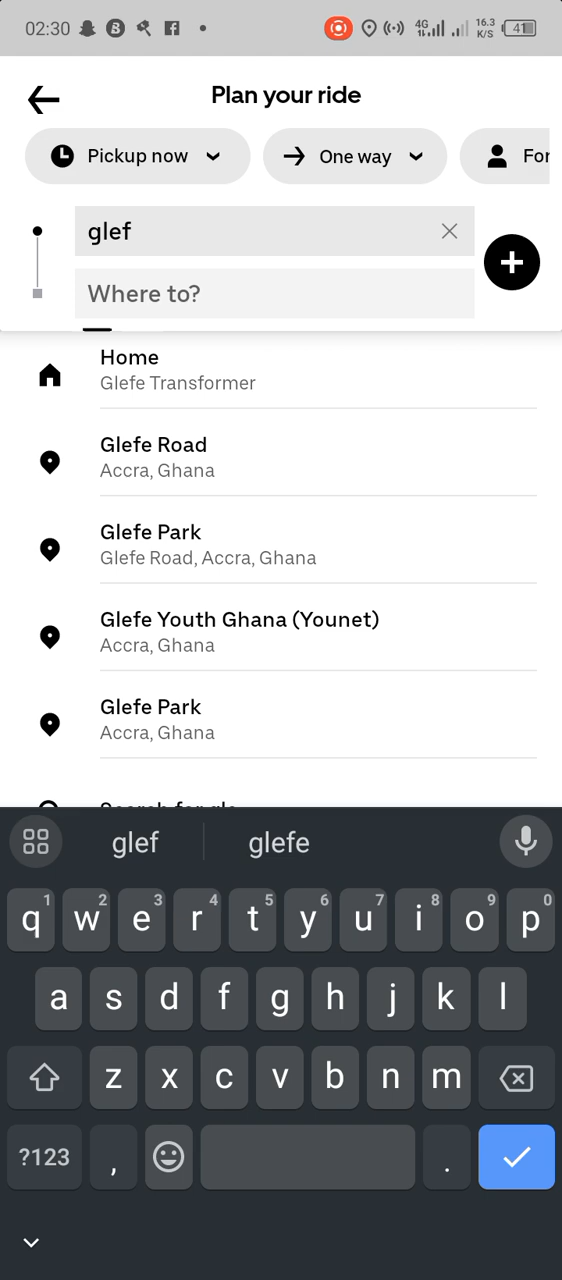 02:30 4G 16.3 K/S 41
Plan your ride
Pickup now One way For
glef
Where to?
Home
Glefe Transformer
Glefe Road
Accra, Ghana
Glefe Park
Glefe Road, Accra, Ghana
Glefe Youth Ghana (Younet)
Accra, Ghana
Glefe Park
Accra, Ghana
glef glefe
1 2 3 4 5 6 7 8 9 0
q w e r t y u i o p
a s d f g h j k l
z x c v b n m
?123 , .